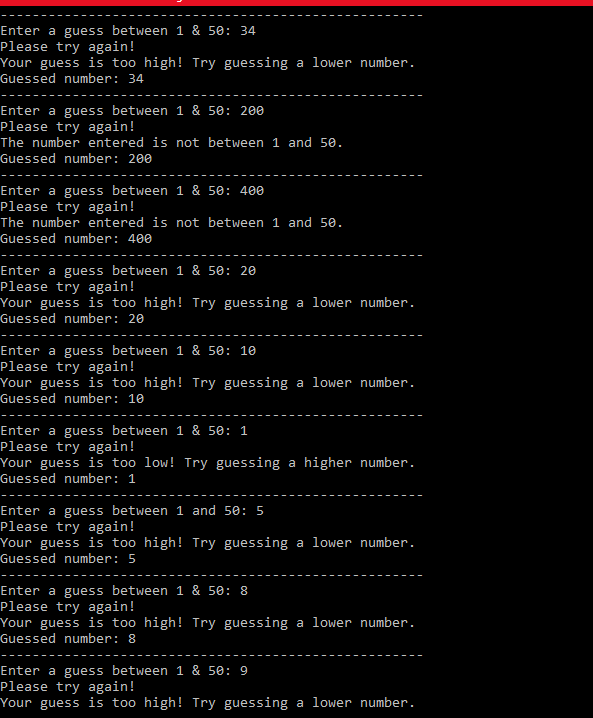 -----------------------------------------------------
Enter a guess between 1 & 50: 34
Please try again!
Your guess is too high! Try guessing a lower number.
Guessed number: 34
-----------------------------------------------------
Enter a guess between 1 & 50: 200
Please try again!
The number entered is not between 1 and 50.
Guessed number: 200
-----------------------------------------------------
Enter a guess between 1 & 50: 400
Please try again!
The number entered is not between 1 and 50.
Guessed number: 400
-----------------------------------------------------
Enter a guess between 1 & 50: 20
Please try again!
Your guess is too high! Try guessing a lower number.
Guessed number: 20
-----------------------------------------------------
Enter a guess between 1 & 50: 10
Please try again!
Your guess is too high! Try guessing a lower number.
Guessed number: 10
-----------------------------------------------------
Enter a guess between 1 & 50: 1
Please try again!
Your guess is too low! Try guessing a higher number.
Guessed number: 1
-----------------------------------------------------
Enter a guess between 1 and 50: 5
Please try again!
Your guess is too high! Try guessing a lower number.
Guessed number: 5
-----------------------------------------------------
Enter a guess between 1 & 50: 8
Please try again!
Your guess is too high! Try guessing a lower number.
Guessed number: 8
-----------------------------------------------------
Enter a guess between 1 & 50: 9
Please try again!
Your guess is too high! Try guessing a lower number.